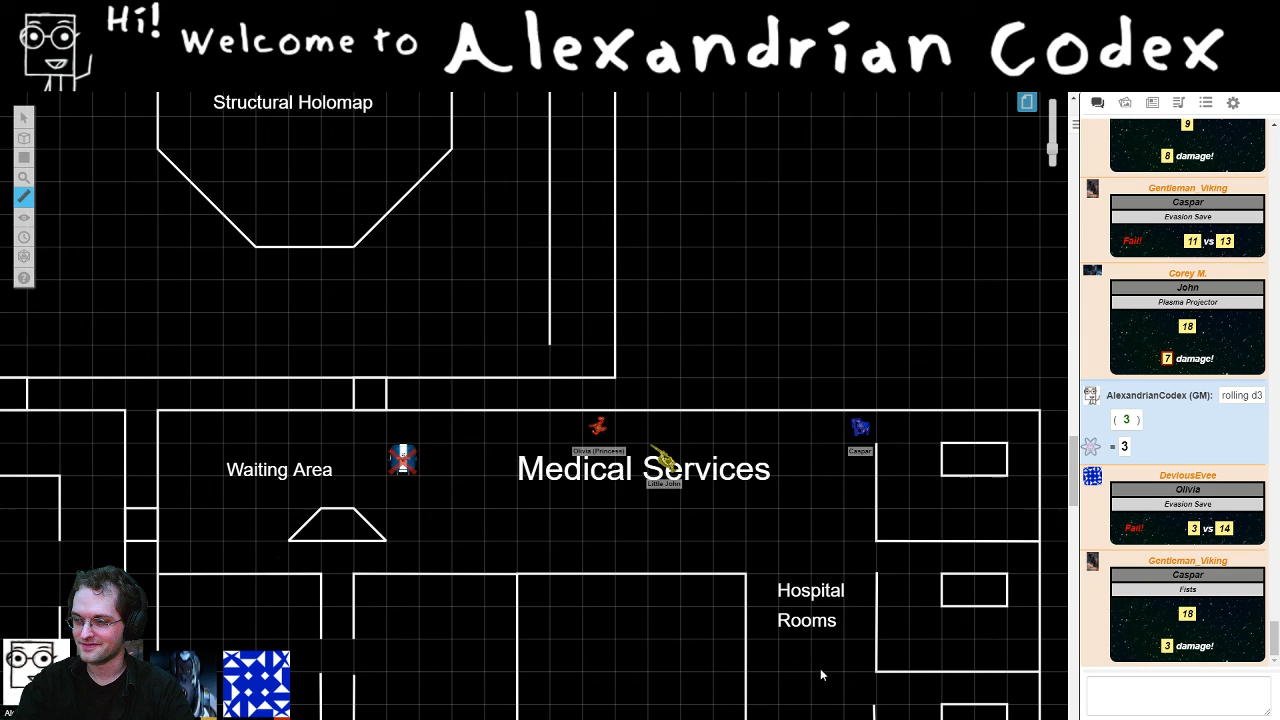 Hi! Welcome to Alexandrian Codex
Structural Holomap
Waiting Area
Olivia (Princess)
Medical Services
Little John
Caspar
Hospital
Rooms
9
8 damage!
Gentleman_Viking
Caspar
Evasion Save
Fail! 11 vs 13
Corey M.
John
Plasma Projector
18
7 damage!
AlexandrianCodex (GM): rolling d3
( 3 )
= 3
DeviousEvee
Olivia
Evasion Save
Fail! 3 vs 14
Gentleman_Viking
Caspar
Fists
18
3 damage!